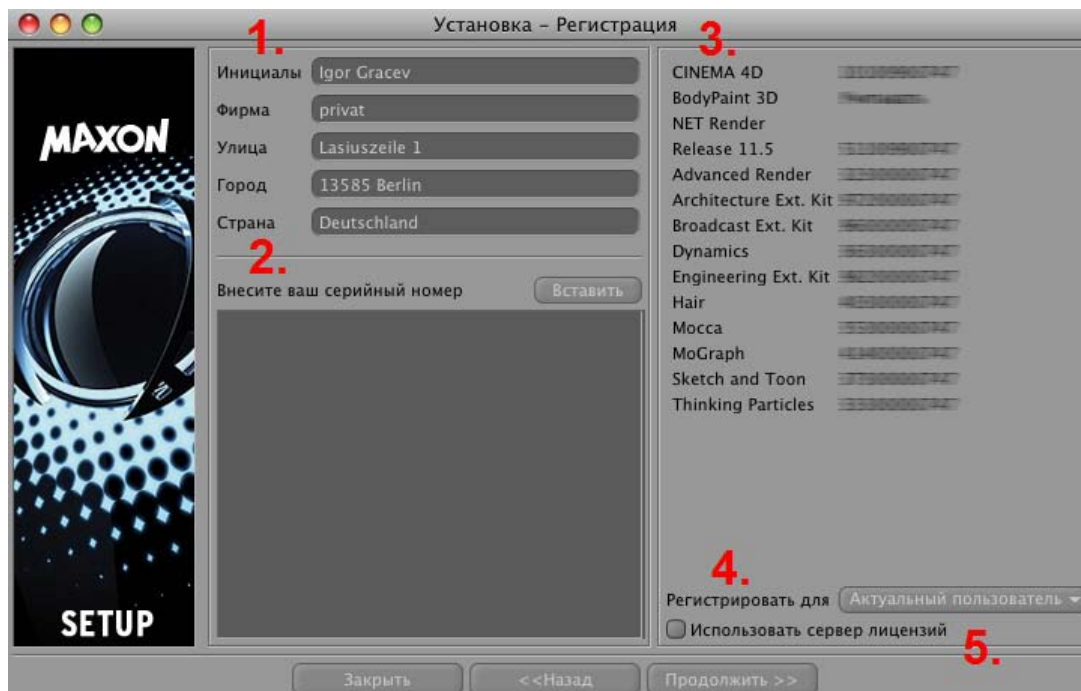 Установка – Регистрация
MAXON
SETUP
1.
Инициалы Igor Gracev
Фирма privat
Улица Lasiuszeile 1
Город 13585 Berlin
Страна Deutschland
2.
Внесите ваш серийный номер Вставить
3.
CINEMA 4D
BodyPaint 3D
NET Render
Release 11.5
Advanced Render
Architecture Ext. Kit
Broadcast Ext. Kit
Dynamics
Engineering Ext. Kit
Hair
Mocca
MoGraph
Sketch and Toon
Thinking Particles
4.
Регистрировать для Актуальный пользователь
Использовать сервер лицензий
5.
Закрыть <<Назад Продолжить >>